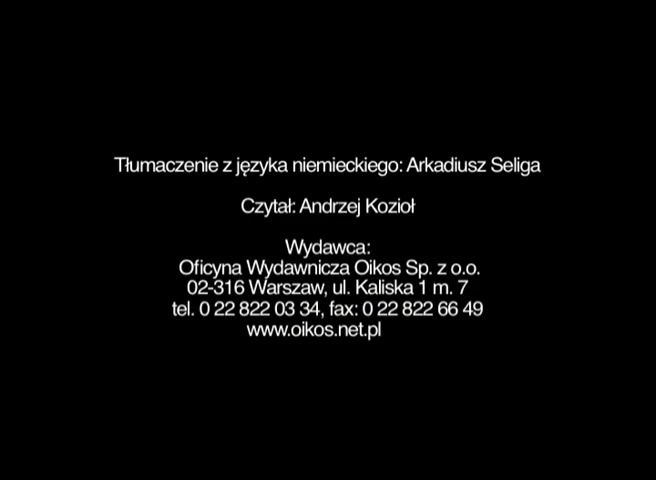 Tłumaczenie z języka niemieckiego: Arkadiusz Seliga
Czytał: Andrzej Kozioł
Wydawca:
Oficyna Wydawnicza Oikos Sp. z o.o.
02-316 Warszaw, ul. Kaliska 1 m. 7
tel. 0 22 822 03 34, fax: 0 22 822 66 49
www.oikos.net.pl